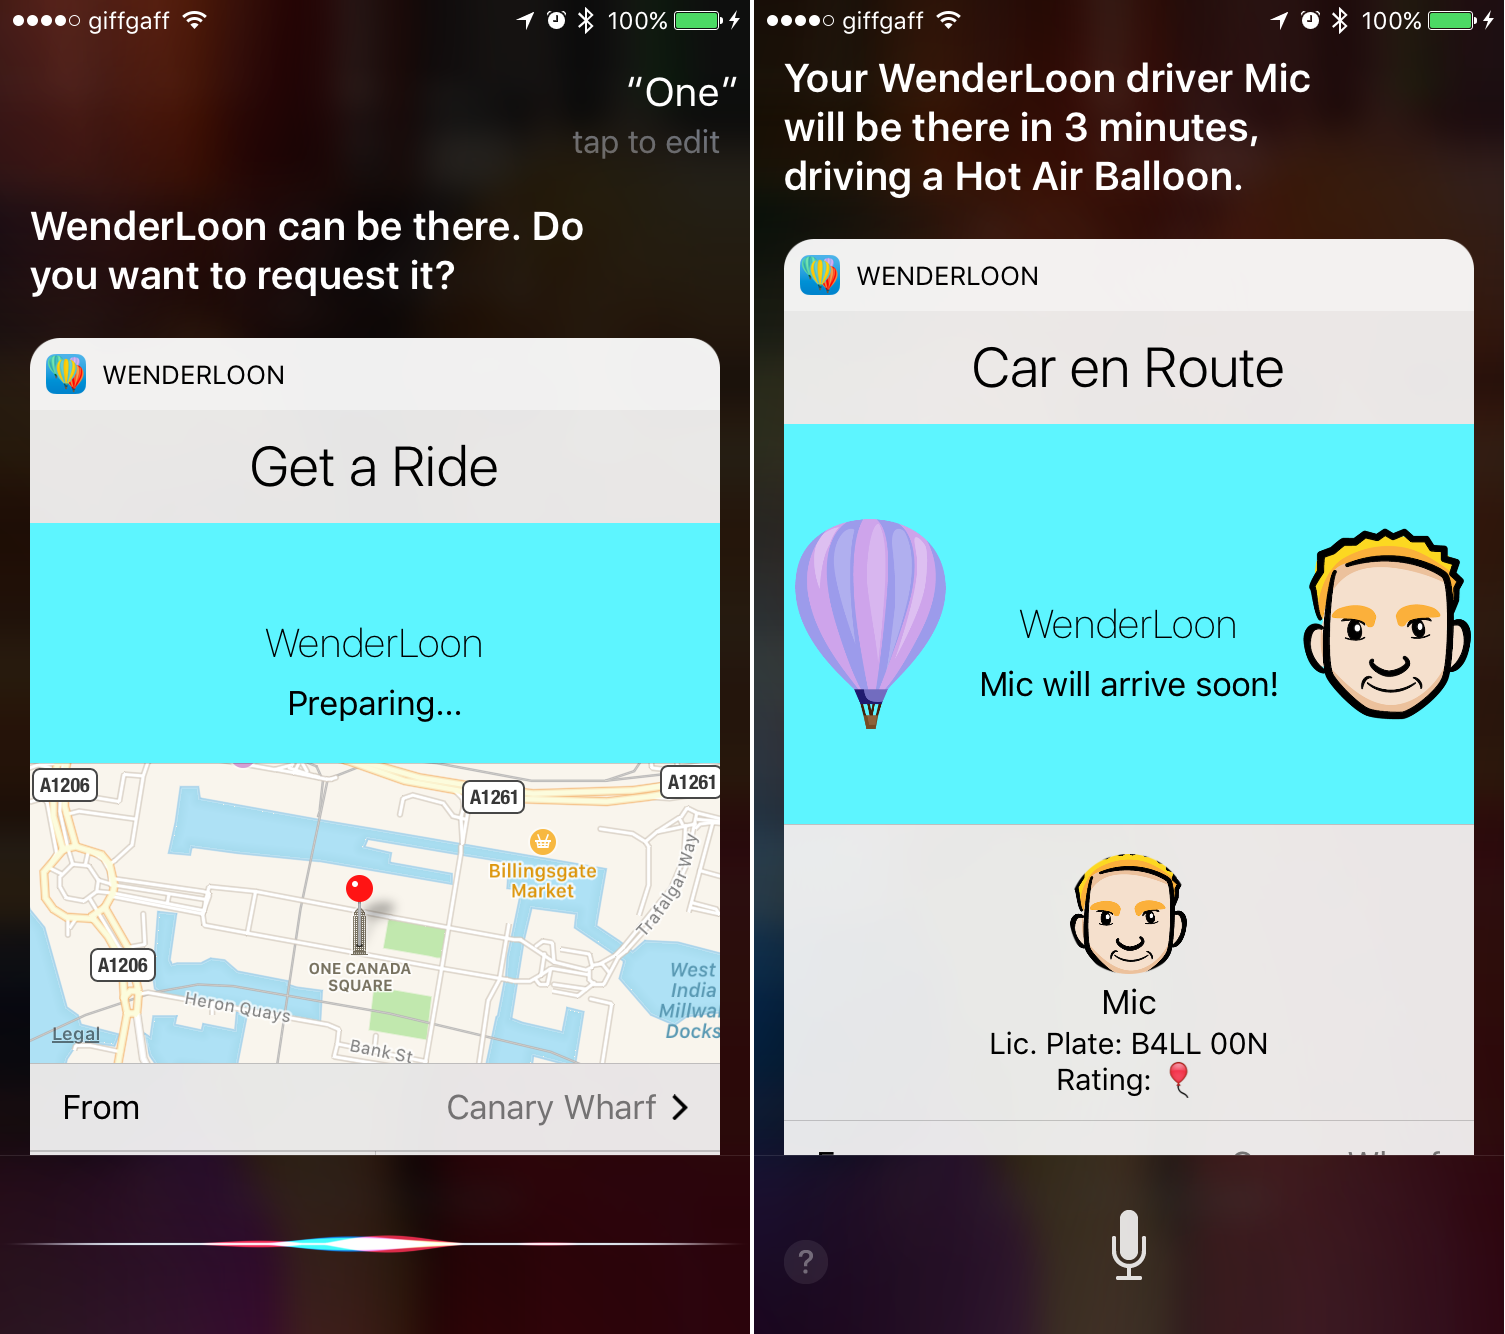 giffgaff
100%
“One”
tap to edit
WenderLoon can be there. Do
you want to request it?
WENDERLOON
Get a Ride
WenderLoon
Preparing...
A1206
A1261
A1261
Billingsgate
Market
Trafalgar Way
ONE CANADA
SQUARE
A1206
West
India
Millwa
Docks
Heron Quays
Legal
Bank St
From
Canary Wharf
giffgaff
100%
Your WenderLoon driver Mic
will be there in 3 minutes,
driving a Hot Air Balloon.
WENDERLOON
Car en Route
WenderLoon
Mic will arrive soon!
Mic
Lic. Plate: B4LL 00N
Rating: 🎈
?